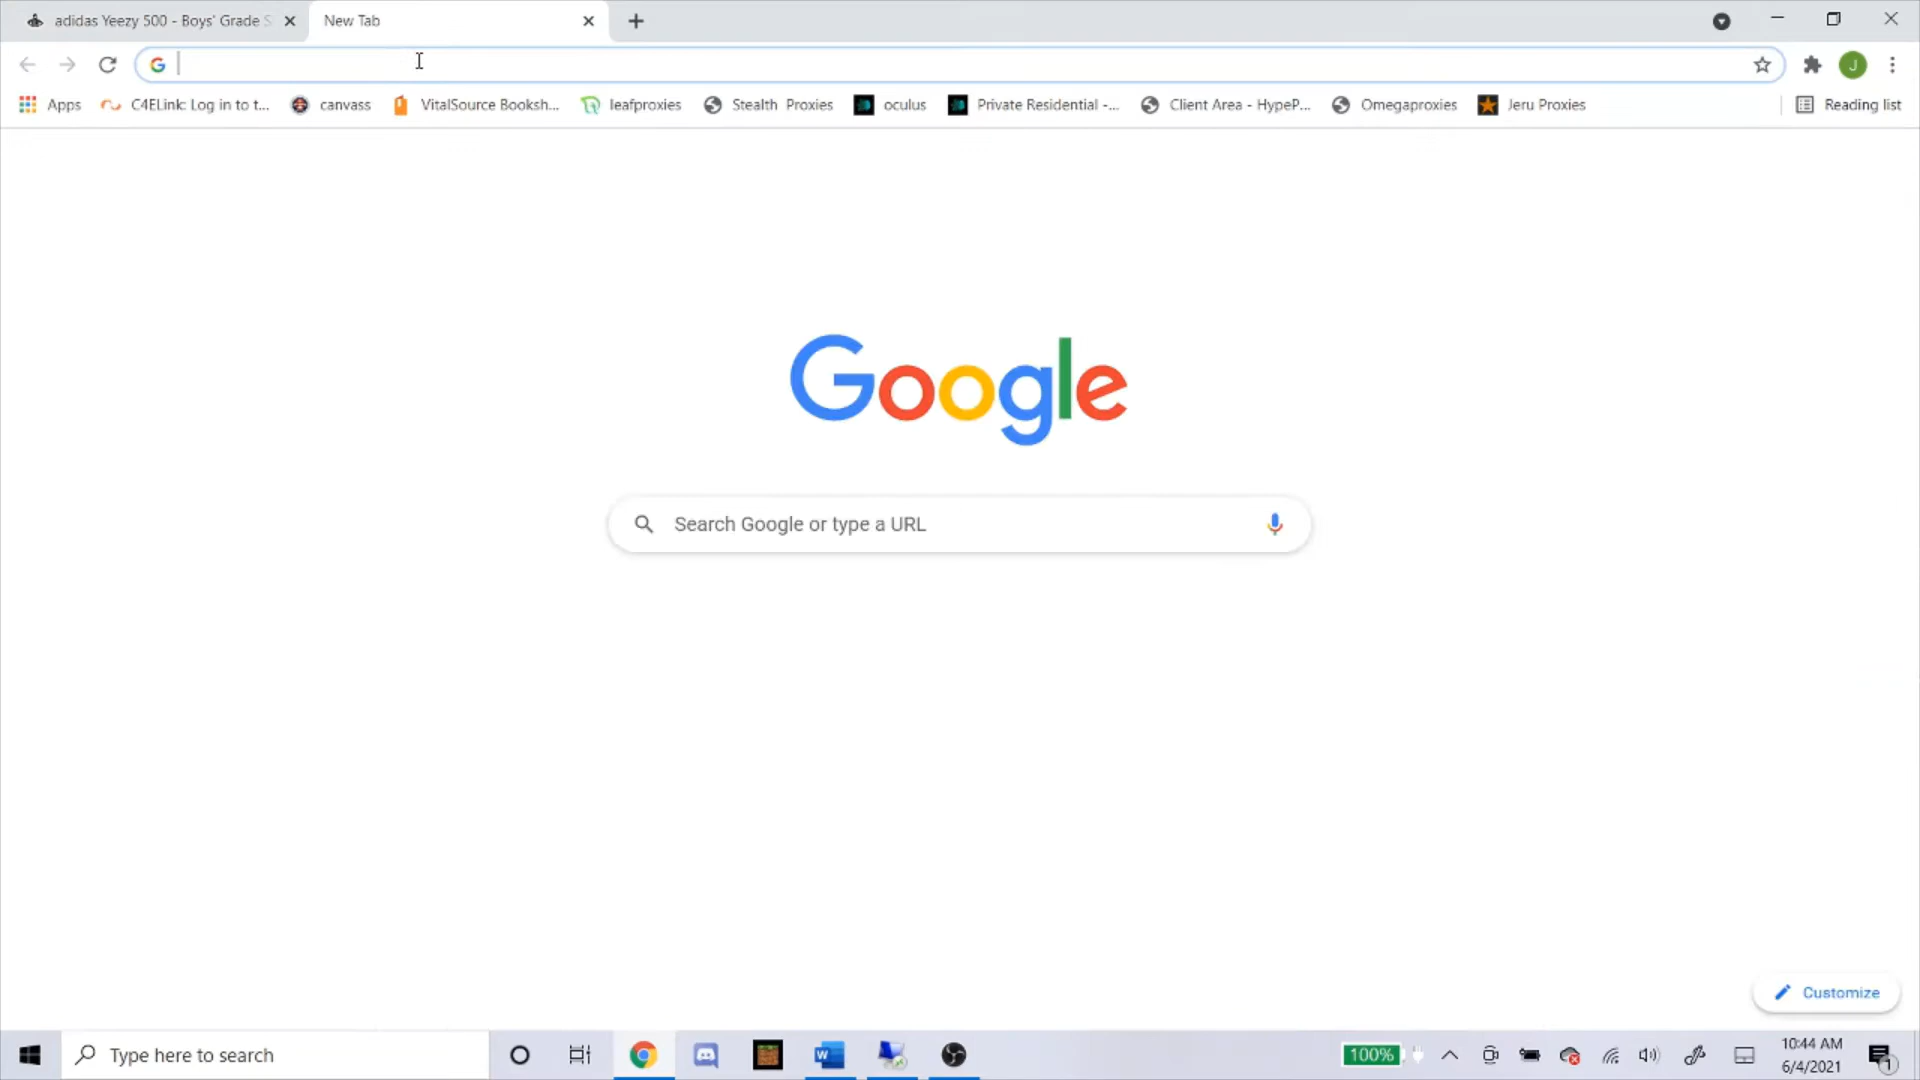 adidas Yeezy 500 - Boys' Grade S
New Tab
J
Apps
C4ELink: Log in to t...
canvass
VitalSource Booksh...
leafproxies
Stealth Proxies
oculus
Private Residential -...
Client Area - HypeP...
Omegaproxies
Jeru Proxies
Reading list
Google
Search Google or type a URL
Customize
Type here to search
100%
10:44 AM
6/4/2021
1